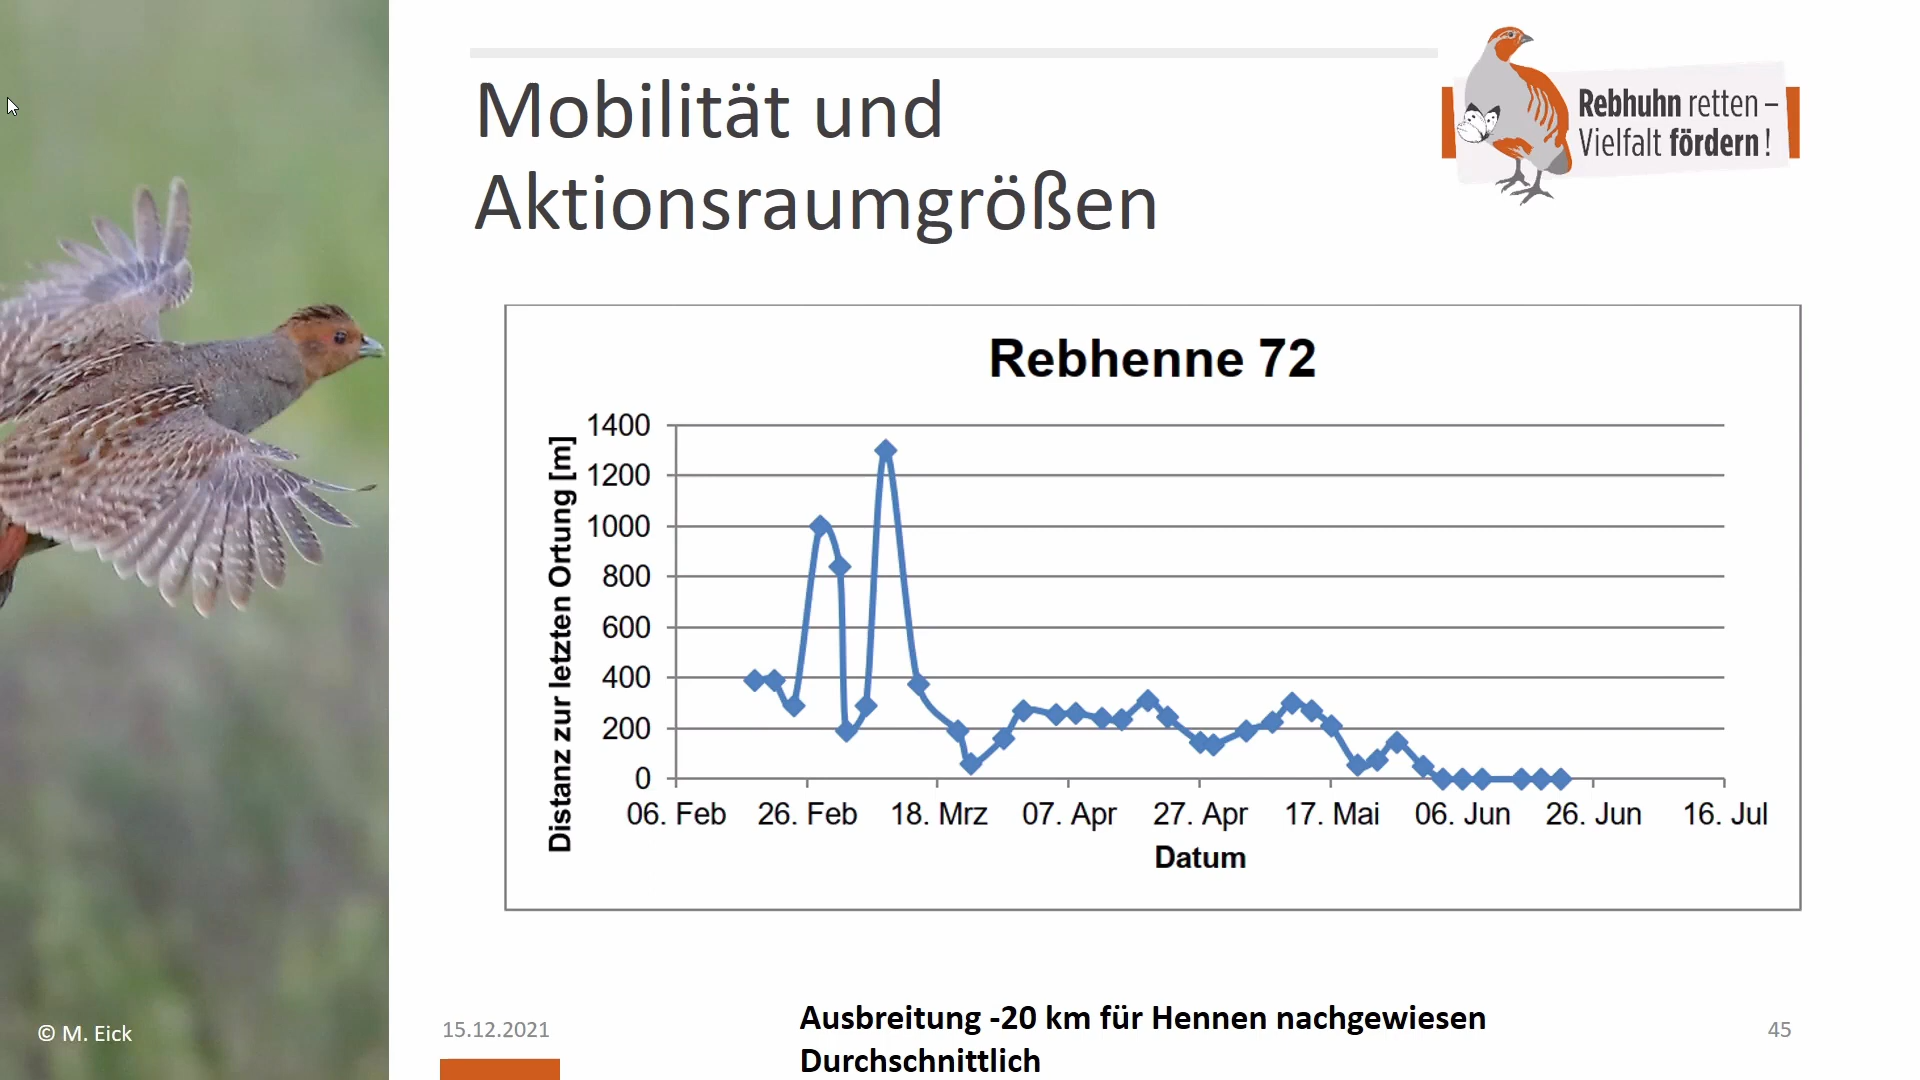 Mobilität und
Aktionsraumgrößen
Rebhuhn retten –
Vielfalt fördern!
Rebhenne 72
Distanz zur letzten Ortung [m]
1400
1200
1000
800
600
400
200
0
06. Feb 26. Feb 18. Mrz 07. Apr 27. Apr 17. Mai 06. Jun 26. Jun 16. Jul
Datum
© M. Eick
15.12.2021
Ausbreitung -20 km für Hennen nachgewiesen
Durchschnittlich
45